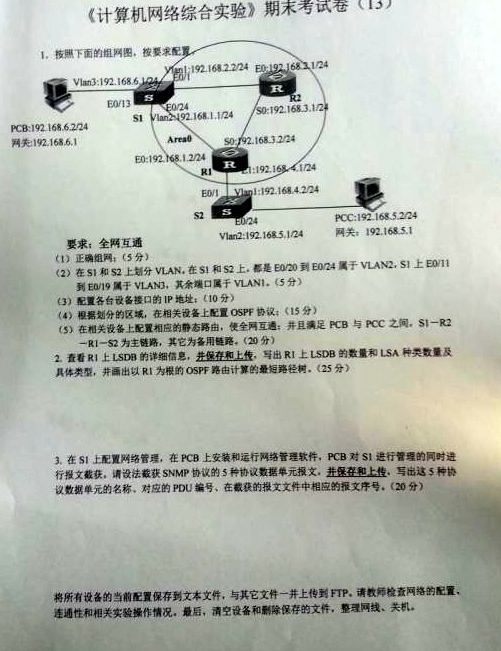 《计算机网络综合实验》期末考试卷（13）
1．按照下面的组网图，按要求配置
Vlan1:192.168.2.2/24 E0:192.168.2.1/24
Vlan3:192.168.6.1/24
E0/1
R
R2
S
E0/13
E0/24
S0:192.168.3.1/24
S1 Vlan2:192.168.1.1/24
PCB:192.168.6.2/24
网关:192.168.6.1
Area0
S0:192.168.3.2/24
E0:192.168.1.2/24
R
R1
E1:192.168.4.1/24
E0/1 Vlan1:192.168.4.2/24
S2 S
E0/24
PCC:192.168.5.2/24
Vlan2:192.168.5.1/24
网关：192.168.5.1
要求：全网互通
（1）正确组网；（5 分）
（2）在 S1 和 S2 上划分 VLAN，在 S1 和 S2 上，都是 E0/20 到 E0/24 属于 VLAN2，S1 上 E0/11
到 E0/19 属于 VLAN3，其余端口属于 VLAN1。（5 分）
（3）配置各台设备接口的 IP 地址；（10 分）
（4）根据划分的区域，在相关设备上配置 OSPF 协议；（15 分）
（5）在相关设备上配置相应的静态路由，使全网互通；并且满足 PCB 与 PCC 之间，S1－R2
－R1－S2 为主链路，其它为备用链路。（20 分）
2. 查看 R1 上 LSDB 的详细信息，并保存和上传，写出 R1 上 LSDB 的数量和 LSA 种类数量及
具体类型，并画出以 R1 为根的 OSPF 路由计算的最短路径树。（25 分）
3. 在 S1 上配置网络管理，在 PCB 上安装和运行网络管理软件，PCB 对 S1 进行管理的同时进
行报文截获。请设法截获 SNMP 协议的 5 种协议数据单元报文，并保存和上传，写出这 5 种协
议数据单元的名称、对应的 PDU 编号、在截获的报文文件中相应的报文序号。（20 分）
将所有设备的当前配置保存到文本文件，与其它文件一并上传到 FTP。请教师检查网络的配置、
连通性和相关实验操作情况。最后，清空设备和删除保存的文件，整理网线、关机。